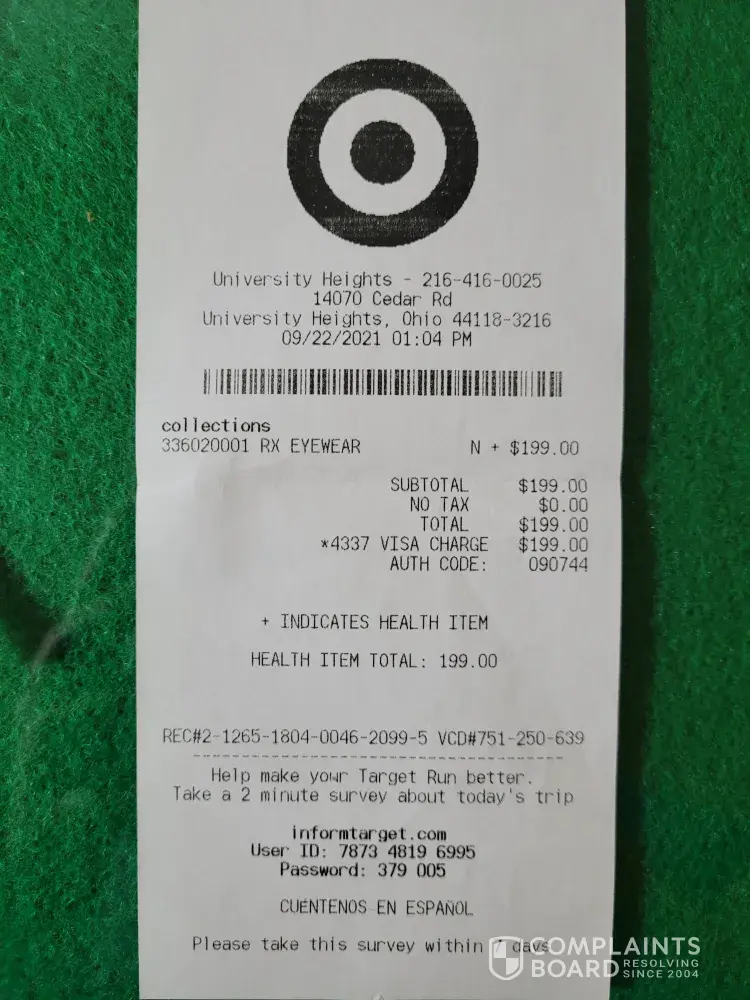 University Heights - 216-416-0025
14070 Cedar Rd
University Heights, Ohio 44118-3216
09/22/2021 01:04 PM
collections
336020001 RX EYEWEAR N + $199.00
SUBTOTAL $199.00
NO TAX $0.00
TOTAL $199.00
*4337 VISA CHARGE $199.00
AUTH CODE: 090744
+ INDICATES HEALTH ITEM
HEALTH ITEM TOTAL: 199.00
REC#2-1265-1804-0046-2099-5 VCD#751-250-639
Help make your Target Run better.
Take a 2 minute survey about today's trip
informtarget.com
User ID: 7873 4819 6995
Password: 379 005
CUÉNTENOS EN ESPAÑOL
Please take this survey within 7 days
COMPLAINTS
BOARD RESOLVING
SINCE 2004